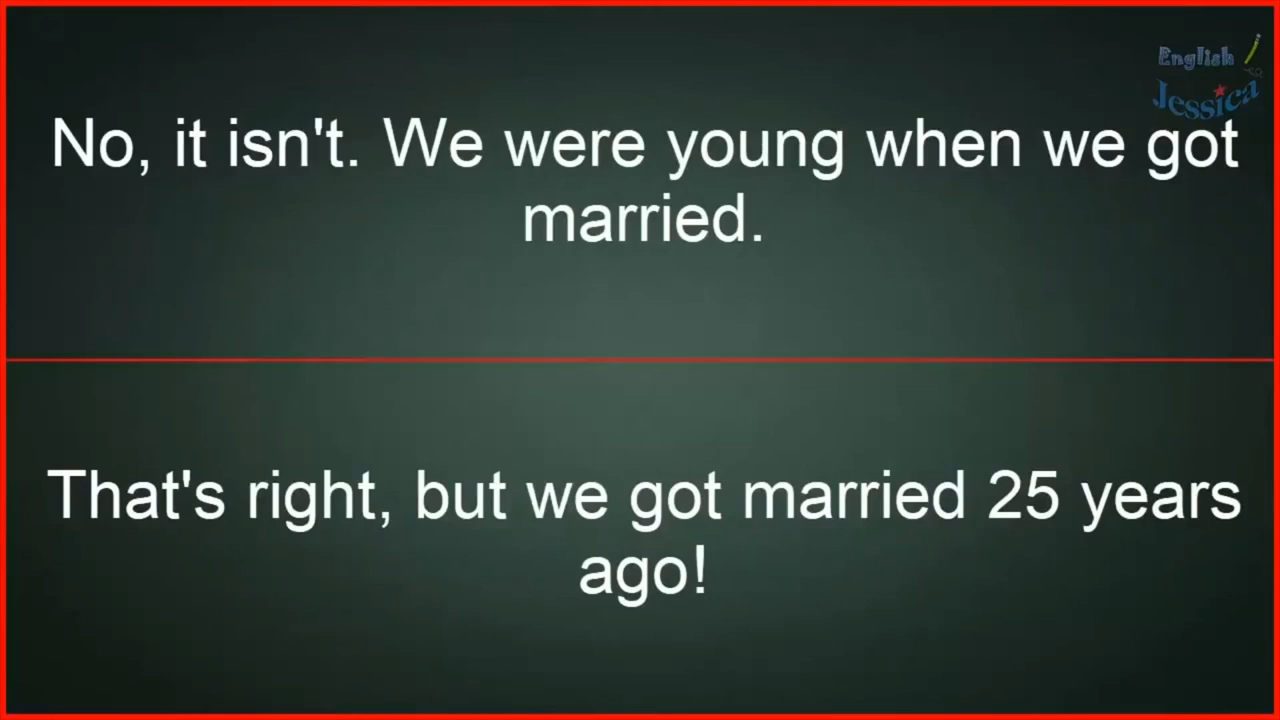 English
Jessica
No, it isn't. We were young when we got
married.
That's right, but we got married 25 years
ago!